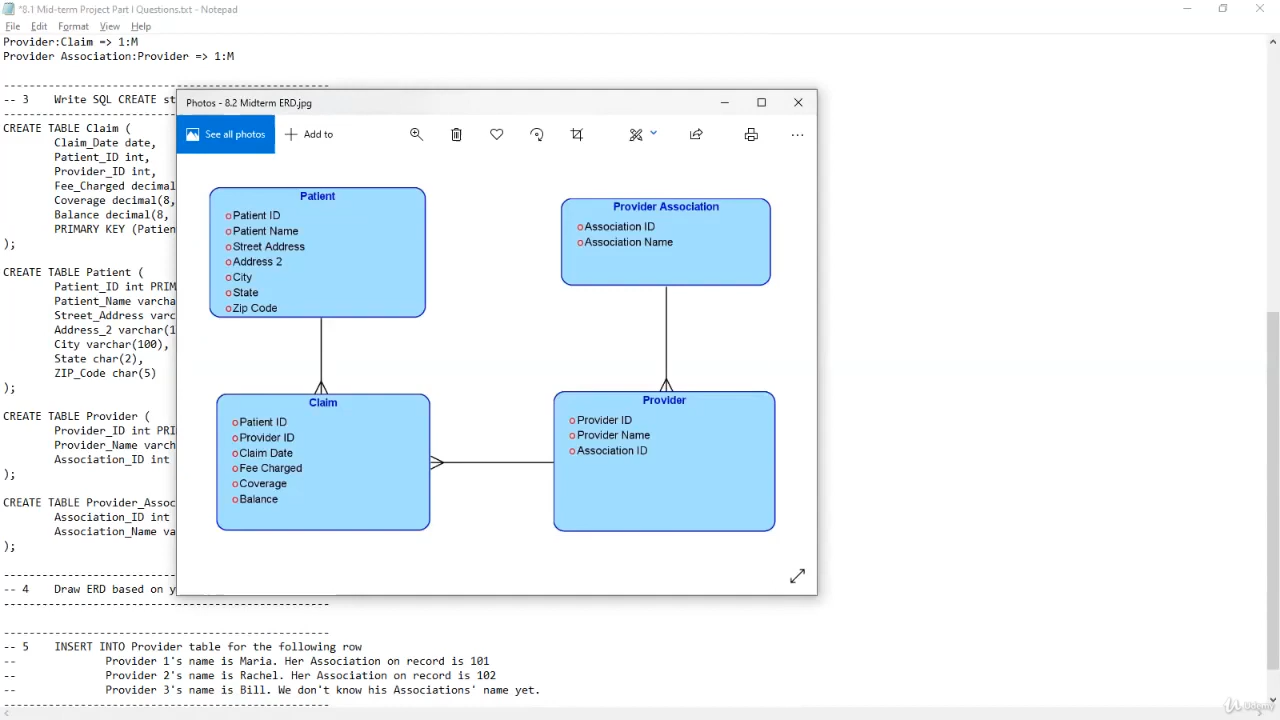 *8.1 Mid-term Project Part I Questions.txt - Notepad
File Edit Format View Help
Provider:Claim => 1:M
Provider Association:Provider => 1:M
-----------------------------------------------
-- 3 Write SQL CREATE st
CREATE TABLE Claim (
Claim_Date date,
Patient_ID int,
Provider_ID int,
Fee_Charged decimal
Coverage decimal(8,
Balance decimal(8,
PRIMARY KEY (Patien
);
CREATE TABLE Patient (
Patient_ID int PRIM
Patient_Name varcha
Street_Address varc
Address_2 varchar(1
City varchar(100),
State char(2),
ZIP_Code char(5)
);
CREATE TABLE Provider (
Provider_ID int PRI
Provider_Name varch
Association_ID int
);
CREATE TABLE Provider_Assoc
Association_ID int
Association_Name va
);
-- 4 Draw ERD based on y
-----------------------------------------------
-----------------------------------------------
-- 5 INSERT INTO Provider table for the following row
-- Provider 1's name is Maria. Her Association on record is 101
-- Provider 2's name is Rachel. Her Association on record is 102
-- Provider 3's name is Bill. We don't know his Associations' name yet.
-----------------------------------------------
Photos - 8.2 Midterm ERD.jpg
See all photos
Add to
Patient
Patient ID
Patient Name
Street Address
Address 2
City
State
Zip Code
Provider Association
Association ID
Association Name
Claim
Patient ID
Provider ID
Claim Date
Fee Charged
Coverage
Balance
Provider
Provider ID
Provider Name
Association ID
Udemy